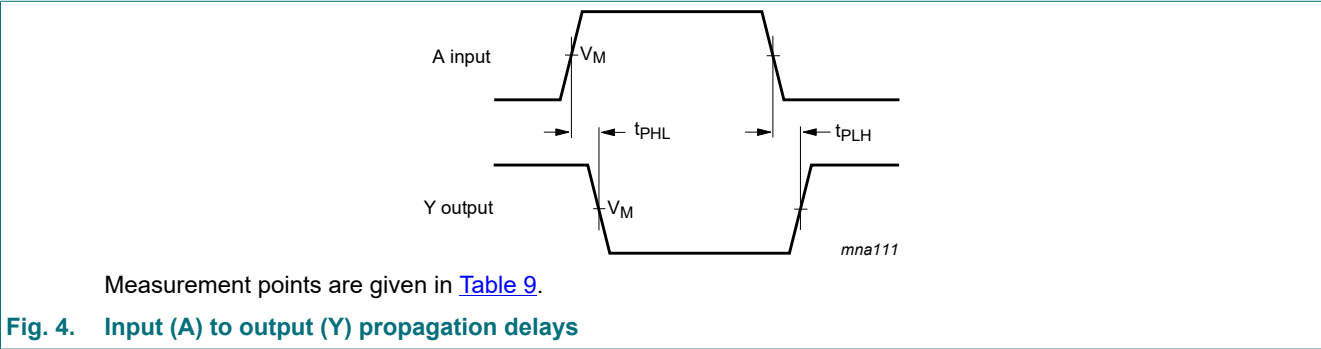 A input
VM
tPHL
tPLH
Y output
VM
mna111
Measurement points are given in Table 9.
Fig. 4. Input (A) to output (Y) propagation delays